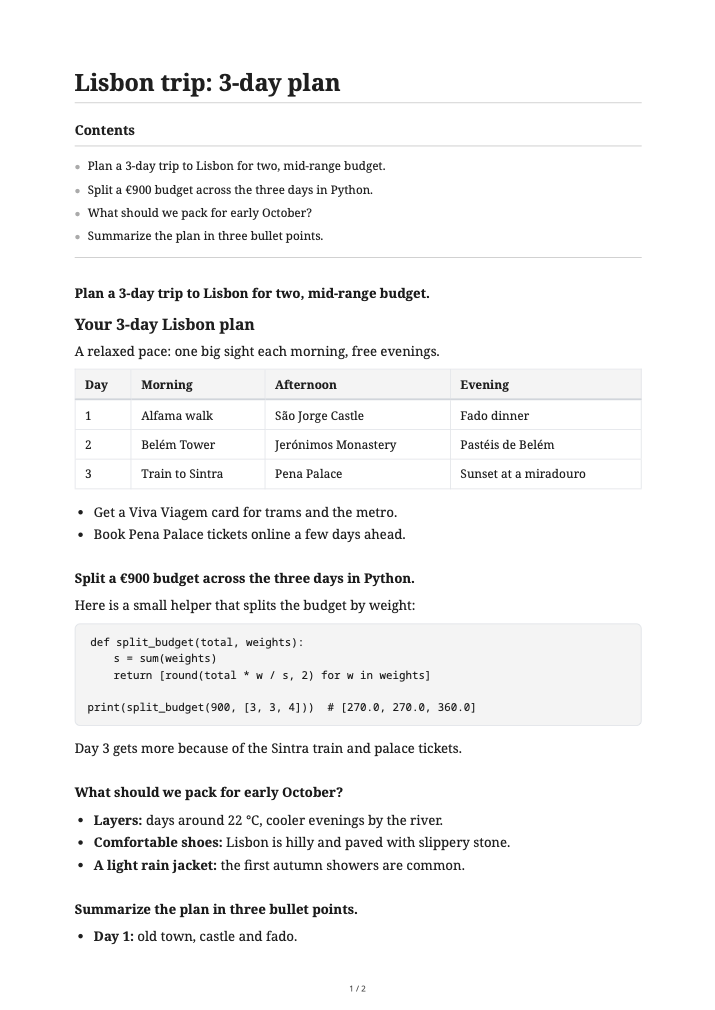 Lisbon trip: 3-day plan
Contents
Plan a 3-day trip to Lisbon for two, mid-range budget.
Split a €900 budget across the three days in Python.
What should we pack for early October?
Summarize the plan in three bullet points.
Plan a 3-day trip to Lisbon for two, mid-range budget.
Your 3-day Lisbon plan
A relaxed pace: one big sight each morning, free evenings.
Day Morning Afternoon Evening
1 Alfama walk São Jorge Castle Fado dinner
2 Belém Tower Jerónimos Monastery Pastéis de Belém
3 Train to Sintra Pena Palace Sunset at a miradouro
• Get a Viva Viagem card for trams and the metro.
• Book Pena Palace tickets online a few days ahead.
Split a €900 budget across the three days in Python.
Here is a small helper that splits the budget by weight:
def split_budget(total, weights):
    s = sum(weights)
    return [round(total * w / s, 2) for w in weights]
print(split_budget(900, [3, 3, 4]))  # [270.0, 270.0, 360.0]
Day 3 gets more because of the Sintra train and palace tickets.
What should we pack for early October?
• Layers: days around 22 °C, cooler evenings by the river.
• Comfortable shoes: Lisbon is hilly and paved with slippery stone.
• A light rain jacket: the first autumn showers are common.
Summarize the plan in three bullet points.
• Day 1: old town, castle and fado.
1 / 2